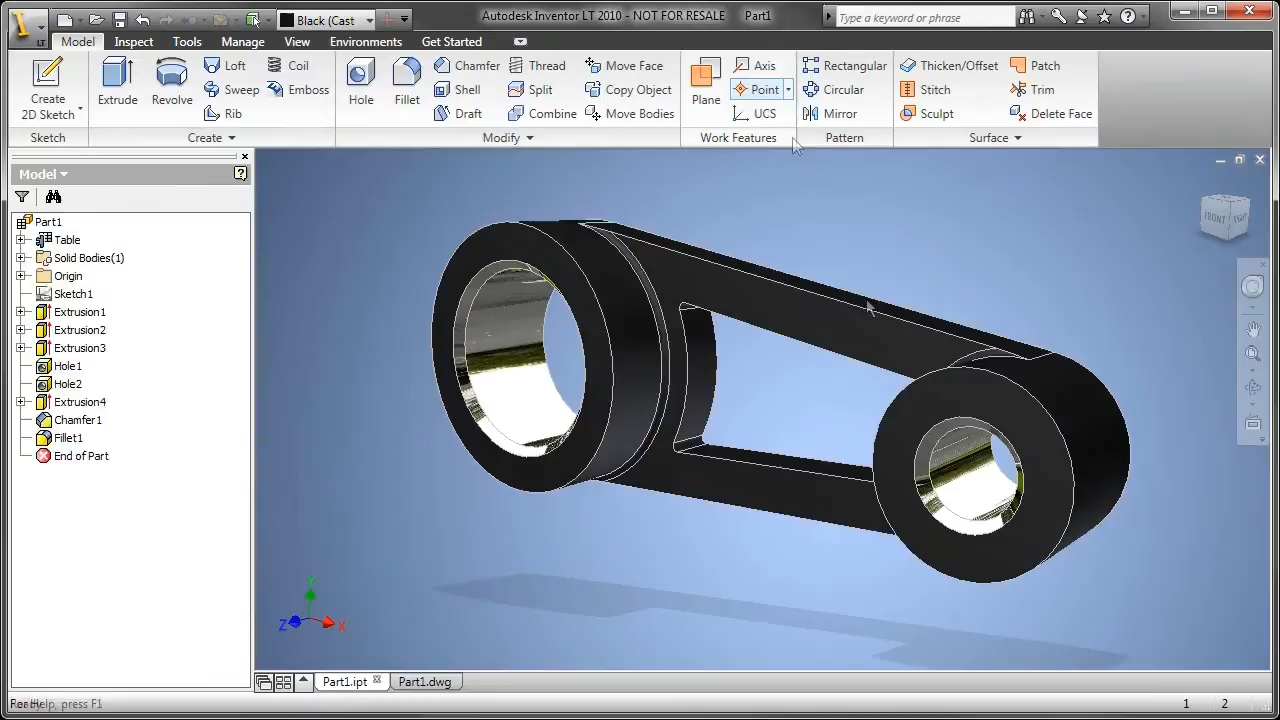 Black (Cast
Autodesk Inventor LT 2010 - NOT FOR RESALE Part1
Type a keyword or phrase
LT
Model Inspect Tools Manage View Environments Get Started
Create
2D Sketch
Extrude
Revolve
Loft
Sweep
Rib
Coil
Emboss
Hole
Fillet
Chamfer
Shell
Draft
Thread
Split
Combine
Move Face
Copy Object
Move Bodies
Plane
Axis
Point
UCS
Rectangular
Circular
Mirror
Thicken/Offset
Stitch
Sculpt
Patch
Trim
Delete Face
Sketch Create Modify Work Features Pattern Surface
Model
Part1
Table
Solid Bodies(1)
Origin
Sketch1
Extrusion1
Extrusion2
Extrusion3
Hole1
Hole2
Extrusion4
Chamfer1
Fillet1
End of Part
FRONT RIGHT
Y
Z
X
Part1.ipt Part1.dwg
Help, press F1
1 2